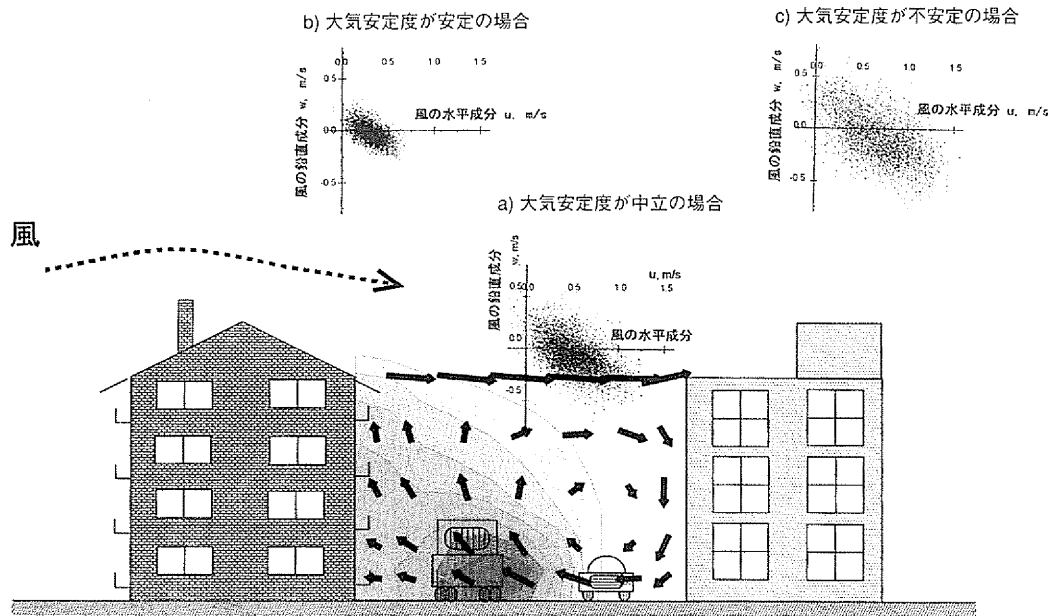 b) 大気安定度が安定の場合
0.0 0.5 1.0 1.5
0.5
0.0
-0.5
風の鉛直成分 w, m/s
風の水平成分 u, m/s
c) 大気安定度が不安定の場合
0.0 0.5 1.0 1.5
0.5
0.0
-0.5
風の鉛直成分 w, m/s
風の水平成分 u, m/s
a) 大気安定度が中立の場合
u, m/s
0.5 0.0 0.5 1.0 1.5
0.0
-0.5
風の鉛直成分 w, m/s
風の水平成分
風